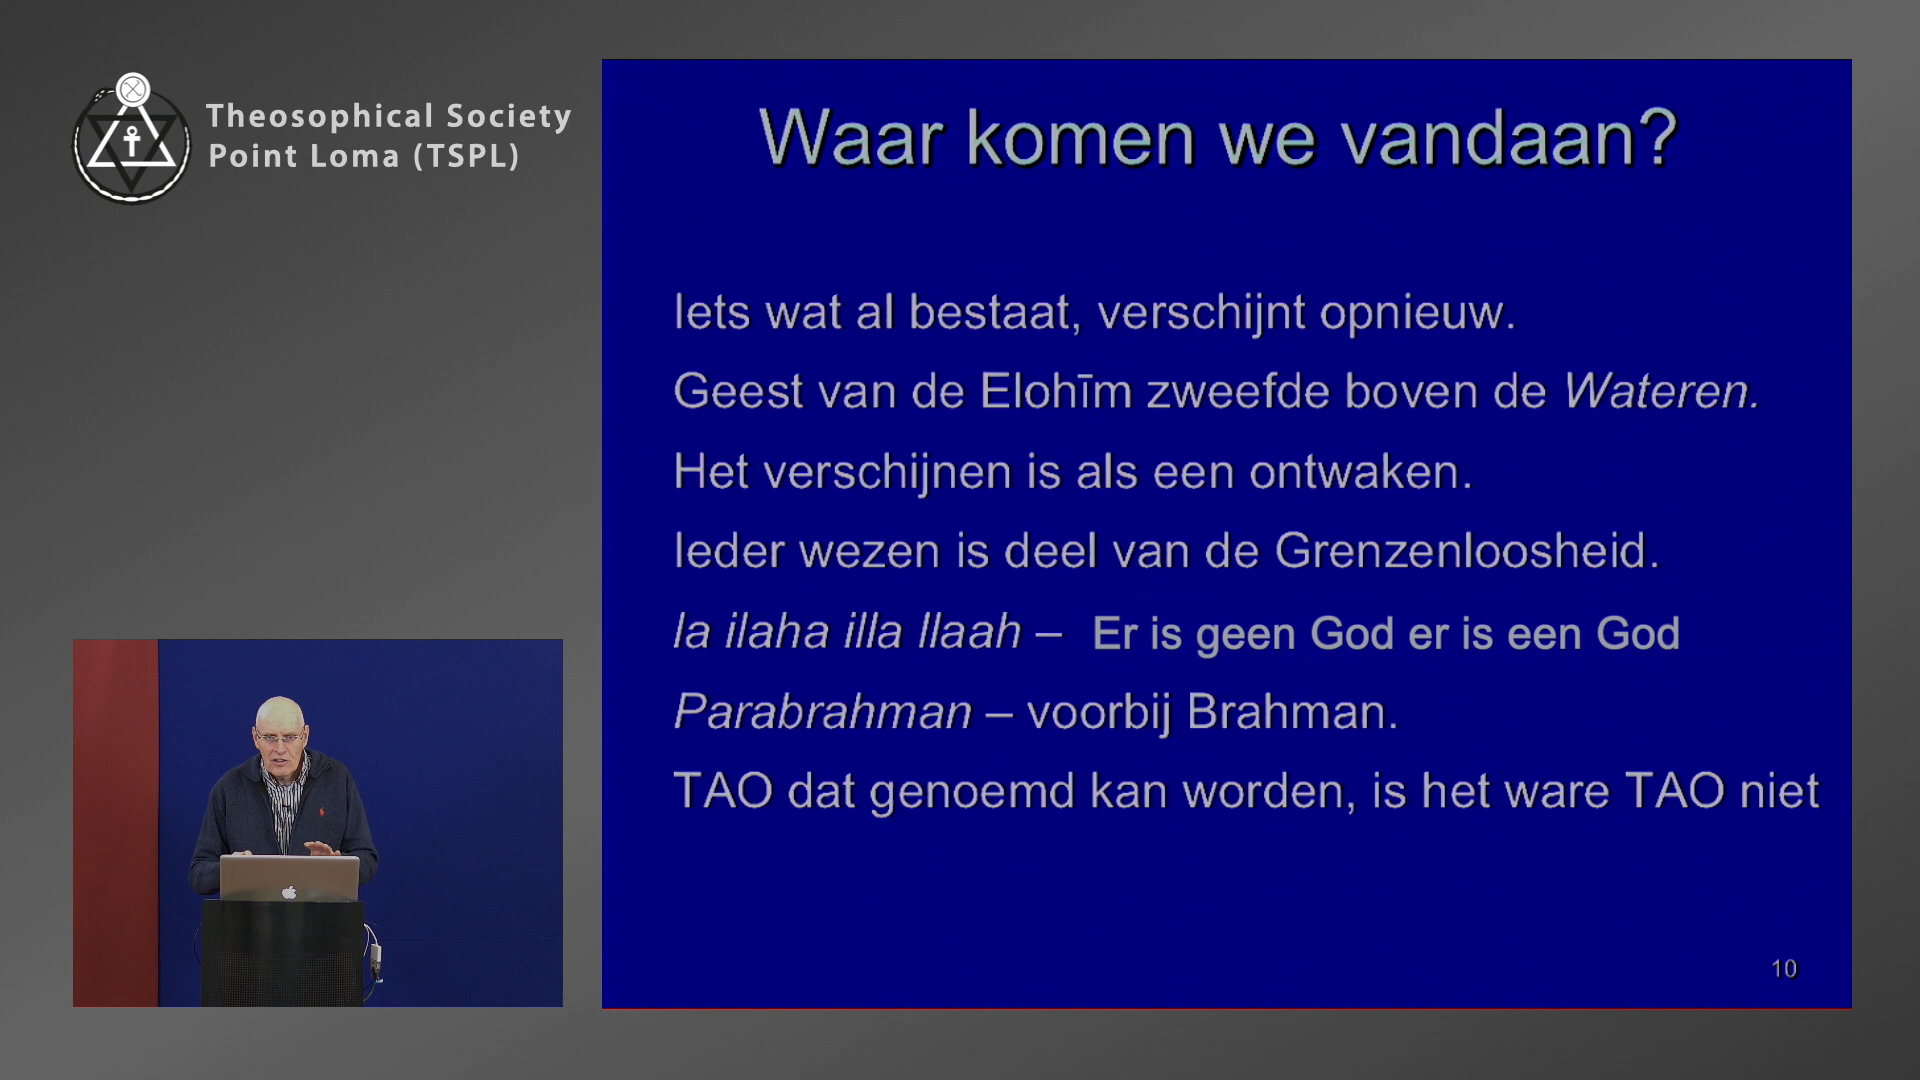 Theosophical Society
Point Loma (TSPL)
Waar komen we vandaan?
Iets wat al bestaat, verschijnt opnieuw.
Geest van de Elohīm zweefde boven de Wateren.
Het verschijnen is als een ontwaken.
Ieder wezen is deel van de Grenzenloosheid.
la ilaha illa llaah – Er is geen God er is een God
Parabrahman – voorbij Brahman.
TAO dat genoemd kan worden, is het ware TAO niet
10